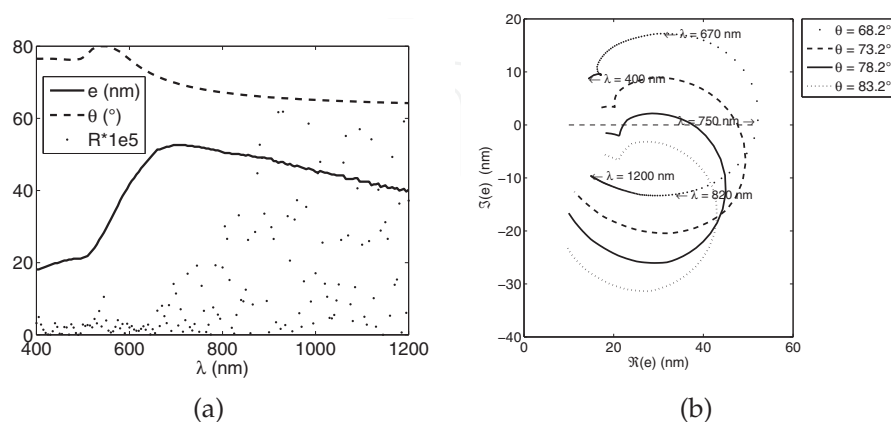 80
60
40
20
0
e (nm)
θ (°)
R*1e5
400
600
800
1000
1200
λ (nm)
(a)
20
10
0
−10
−20
−30
−40
ℑ(e) (nm)
← λ = 670 nm
← λ = 400 nm
λ = 750 nm →
← λ = 1200 nm
← λ = 820 nm
0
20
40
60
ℜ(e) (nm)
θ = 68.2°
θ = 73.2°
θ = 78.2°
θ = 83.2°
(b)